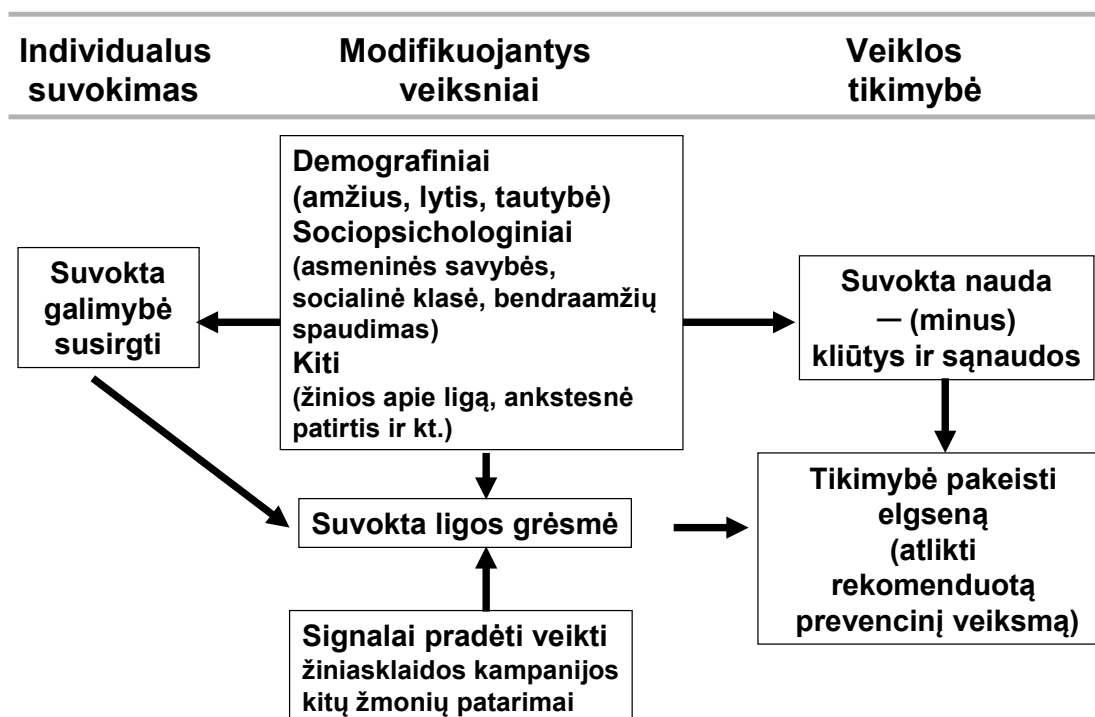 Individualus
suvokimas
Modifikuojantys
veiksniai
Veiklos
tikimybė
Demografiniai
(amžius, lytis, tautybė)
Sociopsichologiniai
(asmeninės savybės,
socialinė klasė, bendraamžių
spaudimas)
Kiti
(žinios apie ligą, ankstesnė
patirtis ir kt.)
Suvokta
galimybė
susirgti
Suvokta nauda
— (minus)
kliūtys ir sąnaudos
Suvokta ligos grėsmė
Tikimybė pakeisti
elgseną
(atlikti
rekomenduotą
prevencinį veiksmą)
Signalai pradėti veikti
žiniasklaidos kampanijos
kitų žmonių patarimai